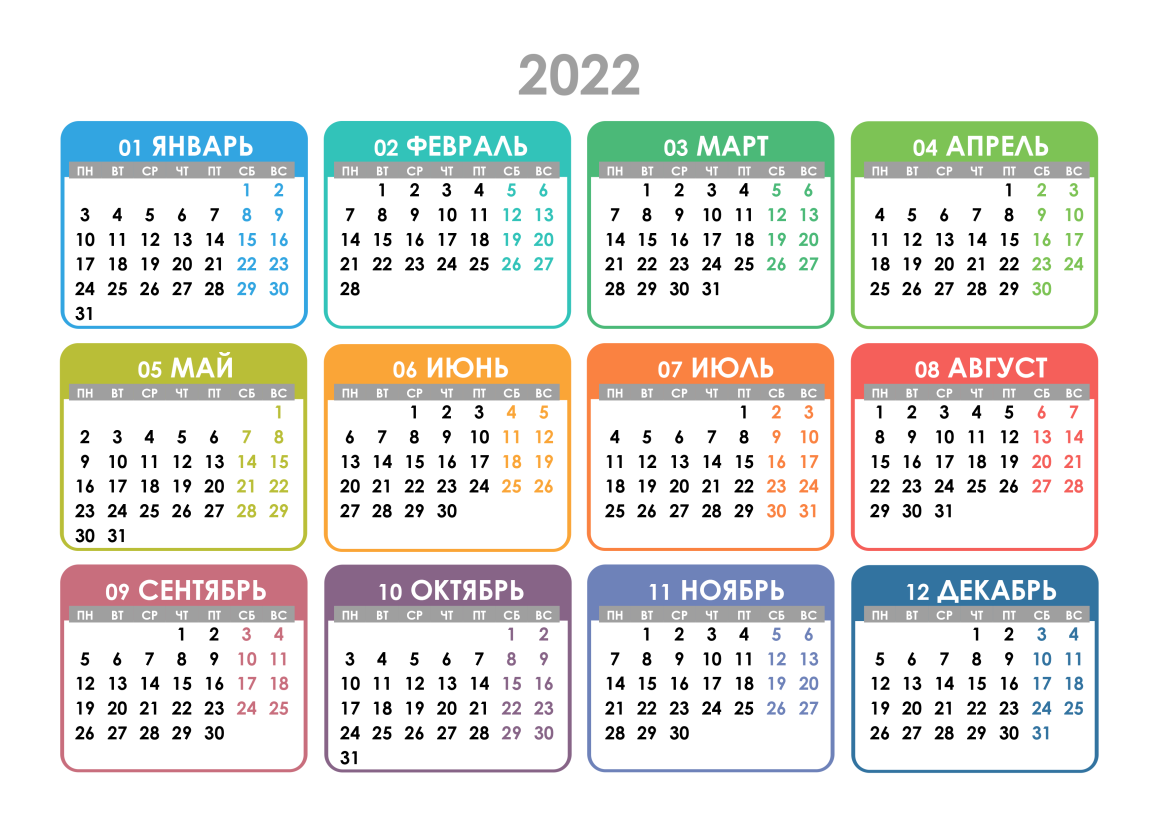 2022
01 ЯНВАРЬ 02 ФЕВРАЛЬ 03 МАРТ 04 АПРЕЛЬ
ПН ВТ СР ЧТ ПТ СБ ВС ПН ВТ СР ЧТ ПТ СБ ВС ПН ВТ СР ЧТ ПТ СБ ВС ПН ВТ СР ЧТ ПТ СБ ВС
1 2 1 2 3 4 5 6 1 2 3 4 5 6 1 2 3
3 4 5 6 7 8 9 7 8 9 10 11 12 13 7 8 9 10 11 12 13 4 5 6 7 8 9 10
10 11 12 13 14 15 16 14 15 16 17 18 19 20 14 15 16 17 18 19 20 11 12 13 14 15 16 17
17 18 19 20 21 22 23 21 22 23 24 25 26 27 21 22 23 24 25 26 27 18 19 20 21 22 23 24
24 25 26 27 28 29 30 28 28 29 30 31 25 26 27 28 29 30
31
05 МАЙ 06 ИЮНЬ 07 ИЮЛЬ 08 АВГУСТ
ПН ВТ СР ЧТ ПТ СБ ВС ПН ВТ СР ЧТ ПТ СБ ВС ПН ВТ СР ЧТ ПТ СБ ВС ПН ВТ СР ЧТ ПТ СБ ВС
1 1 2 3 4 5 1 2 3 1 2 3 4 5 6 7
2 3 4 5 6 7 8 6 7 8 9 10 11 12 4 5 6 7 8 9 10 8 9 10 11 12 13 14
9 10 11 12 13 14 15 13 14 15 16 17 18 19 11 12 13 14 15 16 17 15 16 17 18 19 20 21
16 17 18 19 20 21 22 20 21 22 23 24 25 26 18 19 20 21 22 23 24 22 23 24 25 26 27 28
23 24 25 26 27 28 29 27 28 29 30 25 26 27 28 29 30 31 29 30 31
30 31
09 СЕНТЯБРЬ 10 ОКТЯБРЬ 11 НОЯБРЬ 12 ДЕКАБРЬ
ПН ВТ СР ЧТ ПТ СБ ВС ПН ВТ СР ЧТ ПТ СБ ВС ПН ВТ СР ЧТ ПТ СБ ВС ПН ВТ СР ЧТ ПТ СБ ВС
1 2 3 4 1 2 1 2 3 4 5 6 1 2 3 4
5 6 7 8 9 10 11 3 4 5 6 7 8 9 7 8 9 10 11 12 13 5 6 7 8 9 10 11
12 13 14 15 16 17 18 10 11 12 13 14 15 16 14 15 16 17 18 19 20 12 13 14 15 16 17 18
19 20 21 22 23 24 25 17 18 19 20 21 22 23 21 22 23 24 25 26 27 19 20 21 22 23 24 25
26 27 28 29 30 24 25 26 27 28 29 30 28 29 30 26 27 28 29 30 31
31